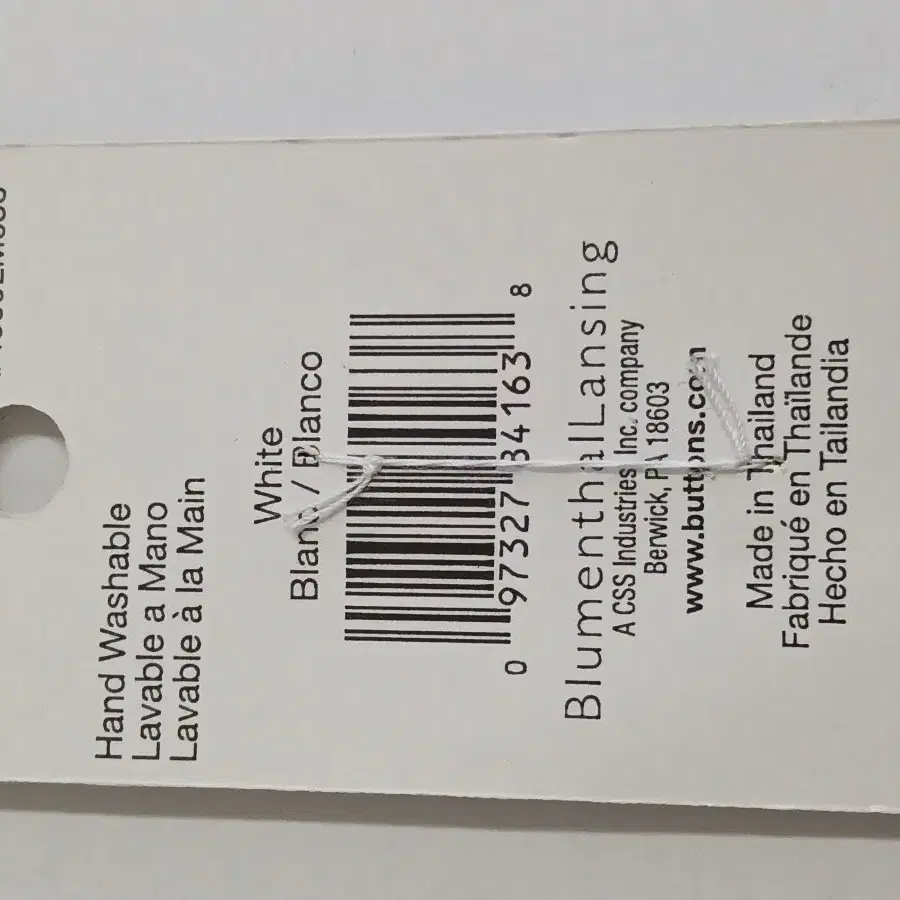 Hand Washable
Lavable a Mano
Lavable à la Main
White
Blanc / Blanco
0 97327 34163 8
BlumenthalLansing
A CSS Industries Inc. company
Berwick, PA 18603
www.buttons.com
Made in Thailand
Fabriqué en Thaïlande
Hecho en Tailandia